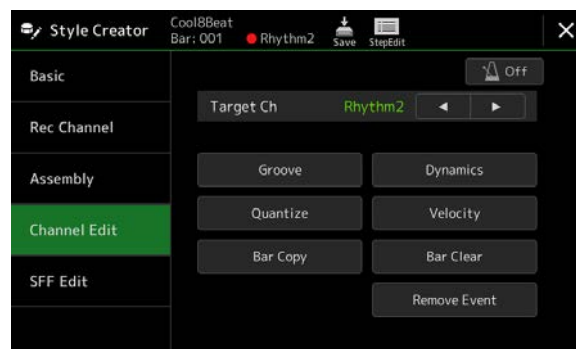 Style Creator
Cool8Beat
Bar: 001 Rhythm2
Save StepEdit
Basic
Off
Target Ch Rhythm2
Rec Channel
Assembly
Groove Dynamics
Channel Edit
Quantize Velocity
Bar Copy Bar Clear
SFF Edit
Remove Event